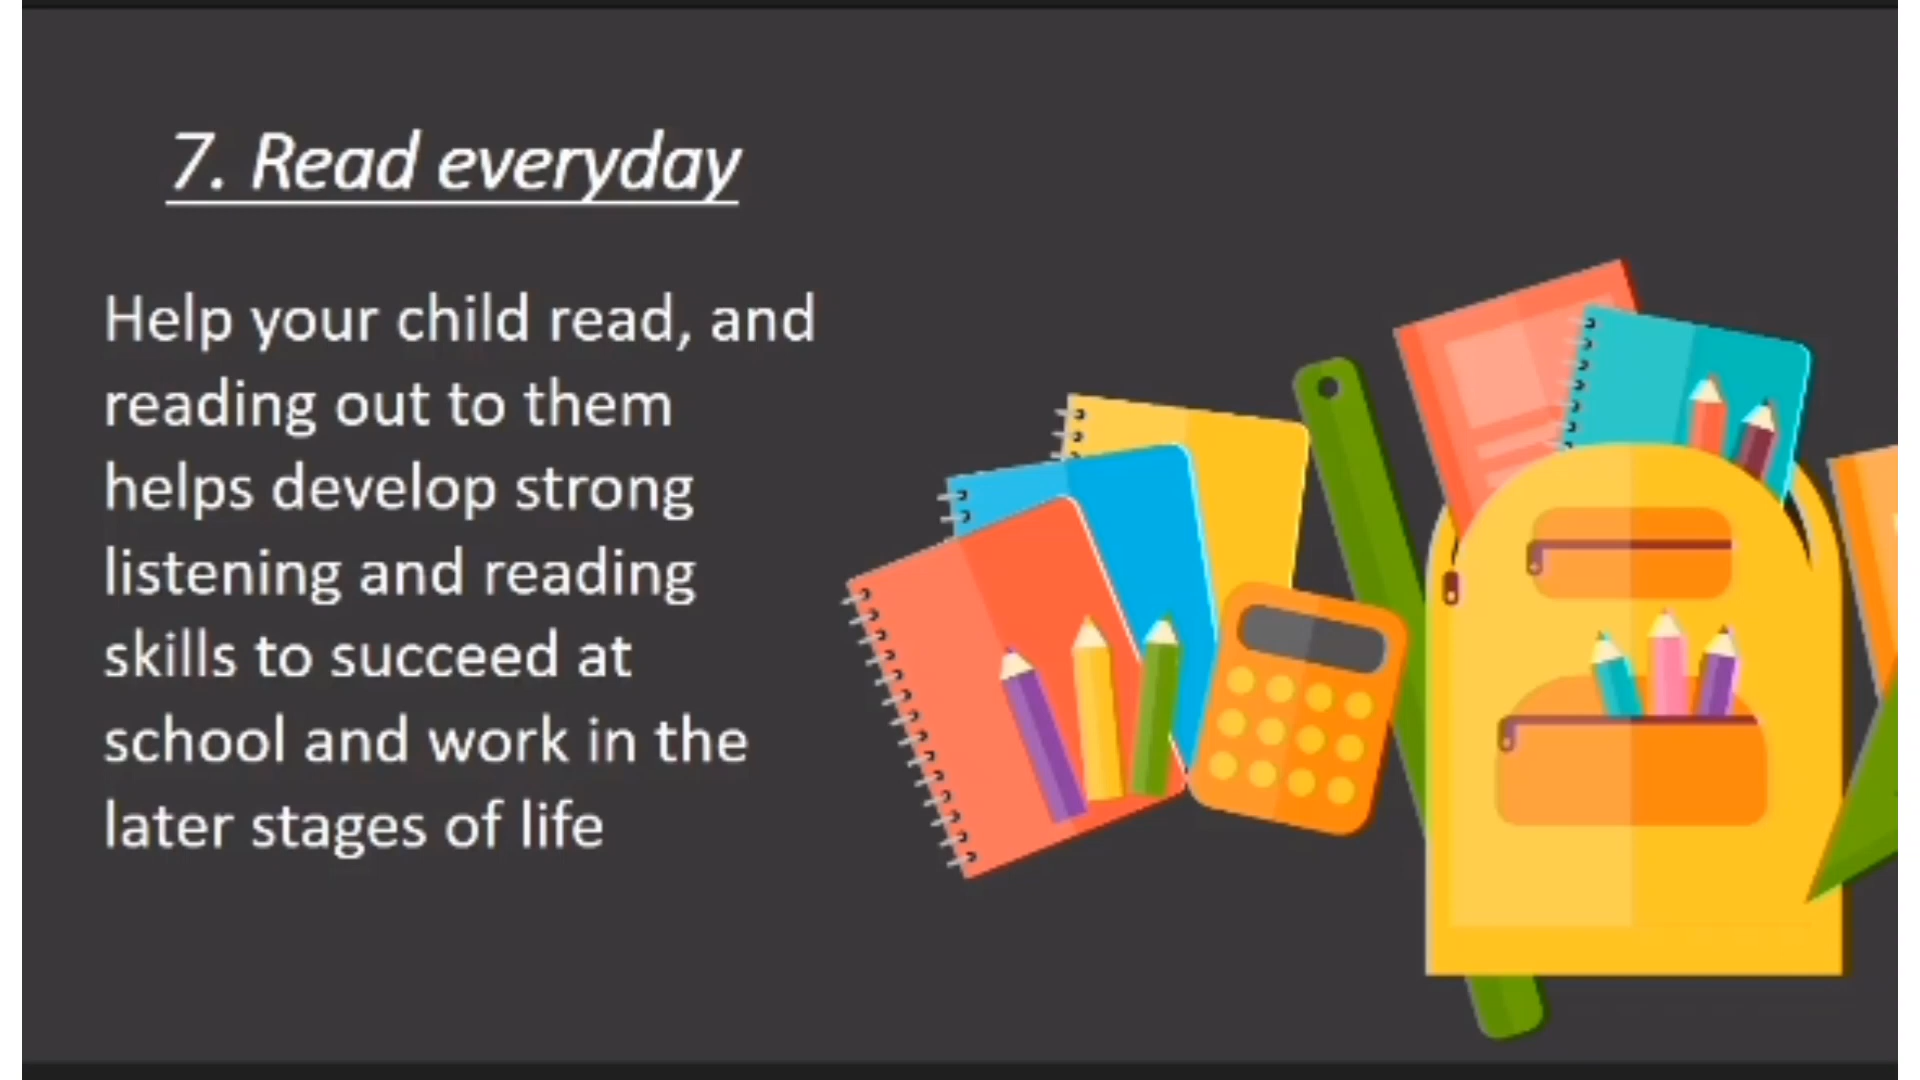 7. Read everyday
Help your child read, and
reading out to them
helps develop strong
listening and reading
skills to succeed at
school and work in the
later stages of life